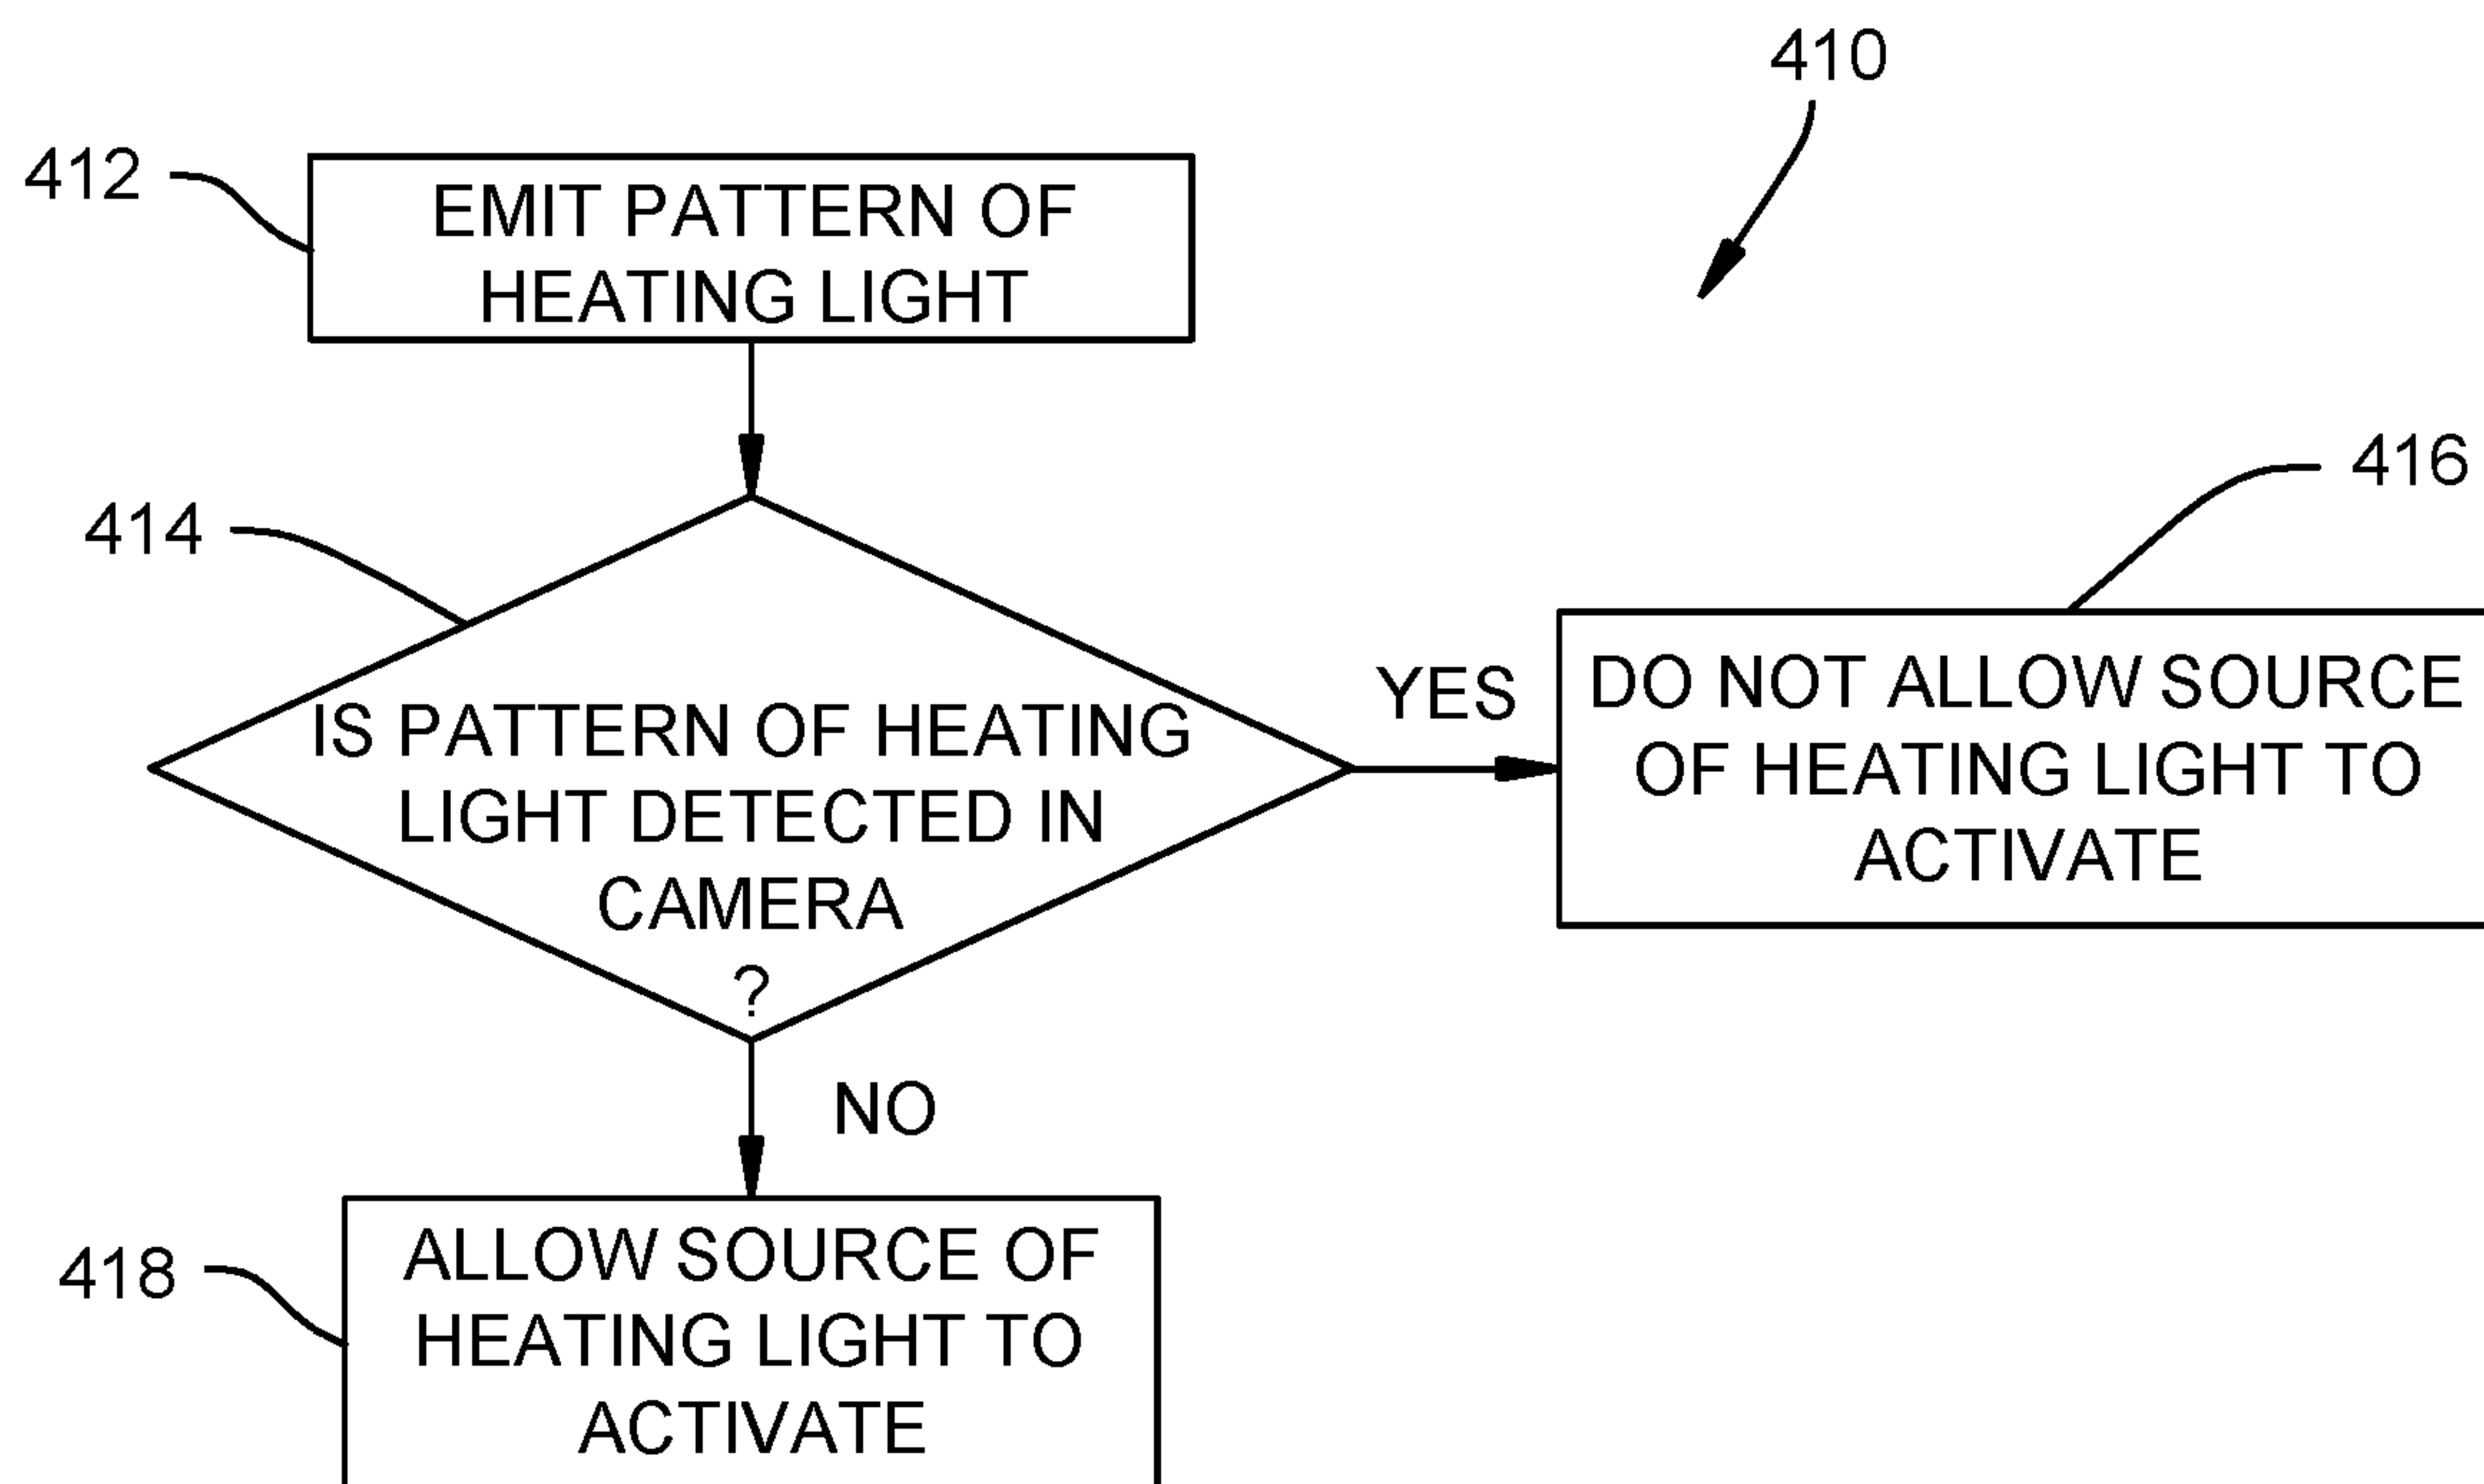 410
412
EMIT PATTERN OF
HEATING LIGHT
414
IS PATTERN OF HEATING
LIGHT DETECTED IN
CAMERA
?
YES
416
DO NOT ALLOW SOURCE
OF HEATING LIGHT TO
ACTIVATE
NO
418
ALLOW SOURCE OF
HEATING LIGHT TO
ACTIVATE